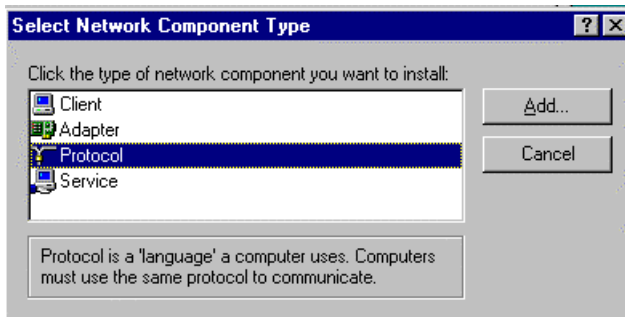 Select Network Component Type
Click the type of network component you want to install:
Client
Adapter
Protocol
Service
Add...
Cancel
Protocol is a 'language' a computer uses. Computers
must use the same protocol to communicate.